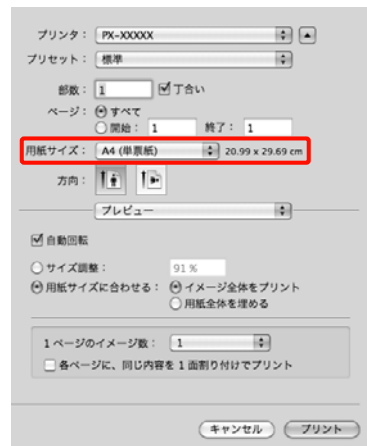 プリンタ： PX-XXXXX
プリセット： 標準
部数： 1 丁合い
ページ： すべて
開始： 1 終了： 1
用紙サイズ： A4 (単票紙) 20.99 x 29.69 cm
方向：
プレビュー
自動回転
サイズ調整： 91 %
用紙サイズに合わせる： イメージ全体をプリント
用紙全体を埋める
1 ページのイメージ数： 1
各ページに、同じ内容を 1 面割り付けでプリント
キャンセル プリント